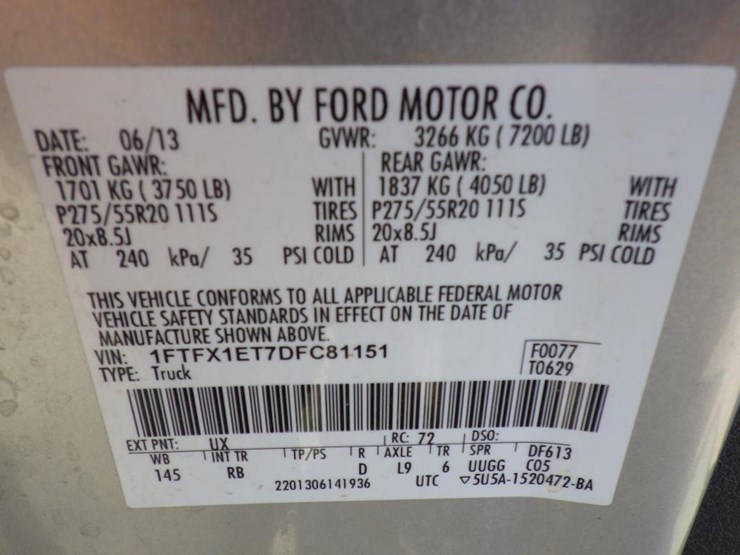 MFD. BY FORD MOTOR CO.
DATE: 06/13 GVWR: 3266 KG ( 7200 LB)
FRONT GAWR: REAR GAWR:
1701 KG ( 3750 LB) WITH 1837 KG ( 4050 LB) WITH
P275/55R20 111S TIRES P275/55R20 111S TIRES
20x8.5J RIMS 20x8.5J RIMS
AT 240 kPa/ 35 PSI COLD AT 240 kPa/ 35 PSI COLD
THIS VEHICLE CONFORMS TO ALL APPLICABLE FEDERAL MOTOR
VEHICLE SAFETY STANDARDS IN EFFECT ON THE DATE OF
MANUFACTURE SHOWN ABOVE.
VIN: 1FTFX1ET7DFC81151 F0077
TYPE: Truck T0629
EXT PNT: UX RC: 72 DSO:
WB INT TR TP/PS R AXLE TR SPR DF613
145 RB D L9 6 UUGG C05
2201306141936 UTC ▽5U5A-1520472-BA